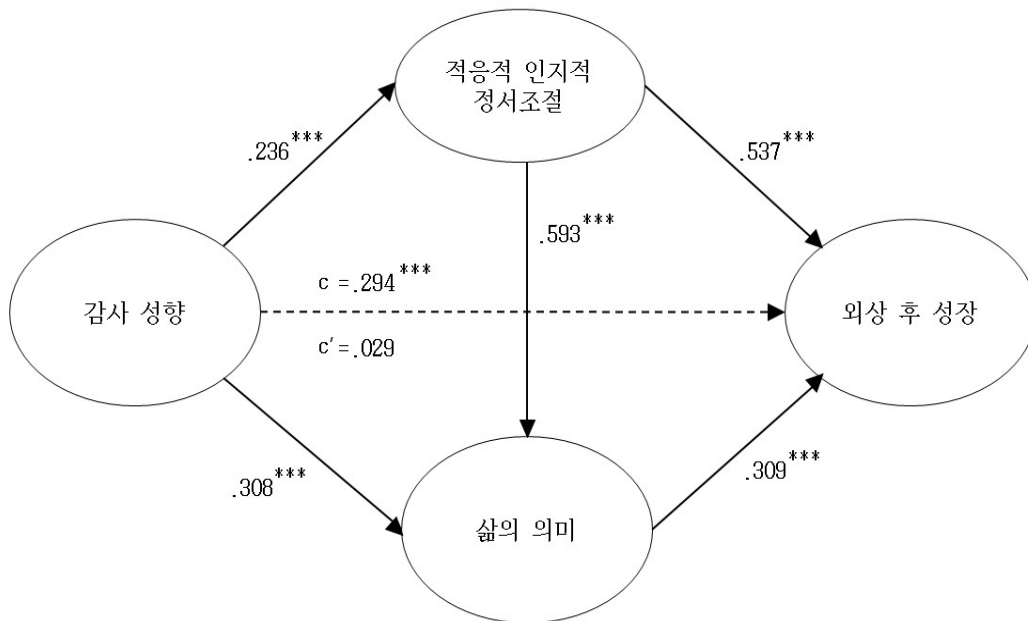 적응적 인지적
정서조절
.236***
.537***
.593***
c =.294***
감사 성향
외상 후 성장
c′=.029
.308***
.309***
삶의 의미